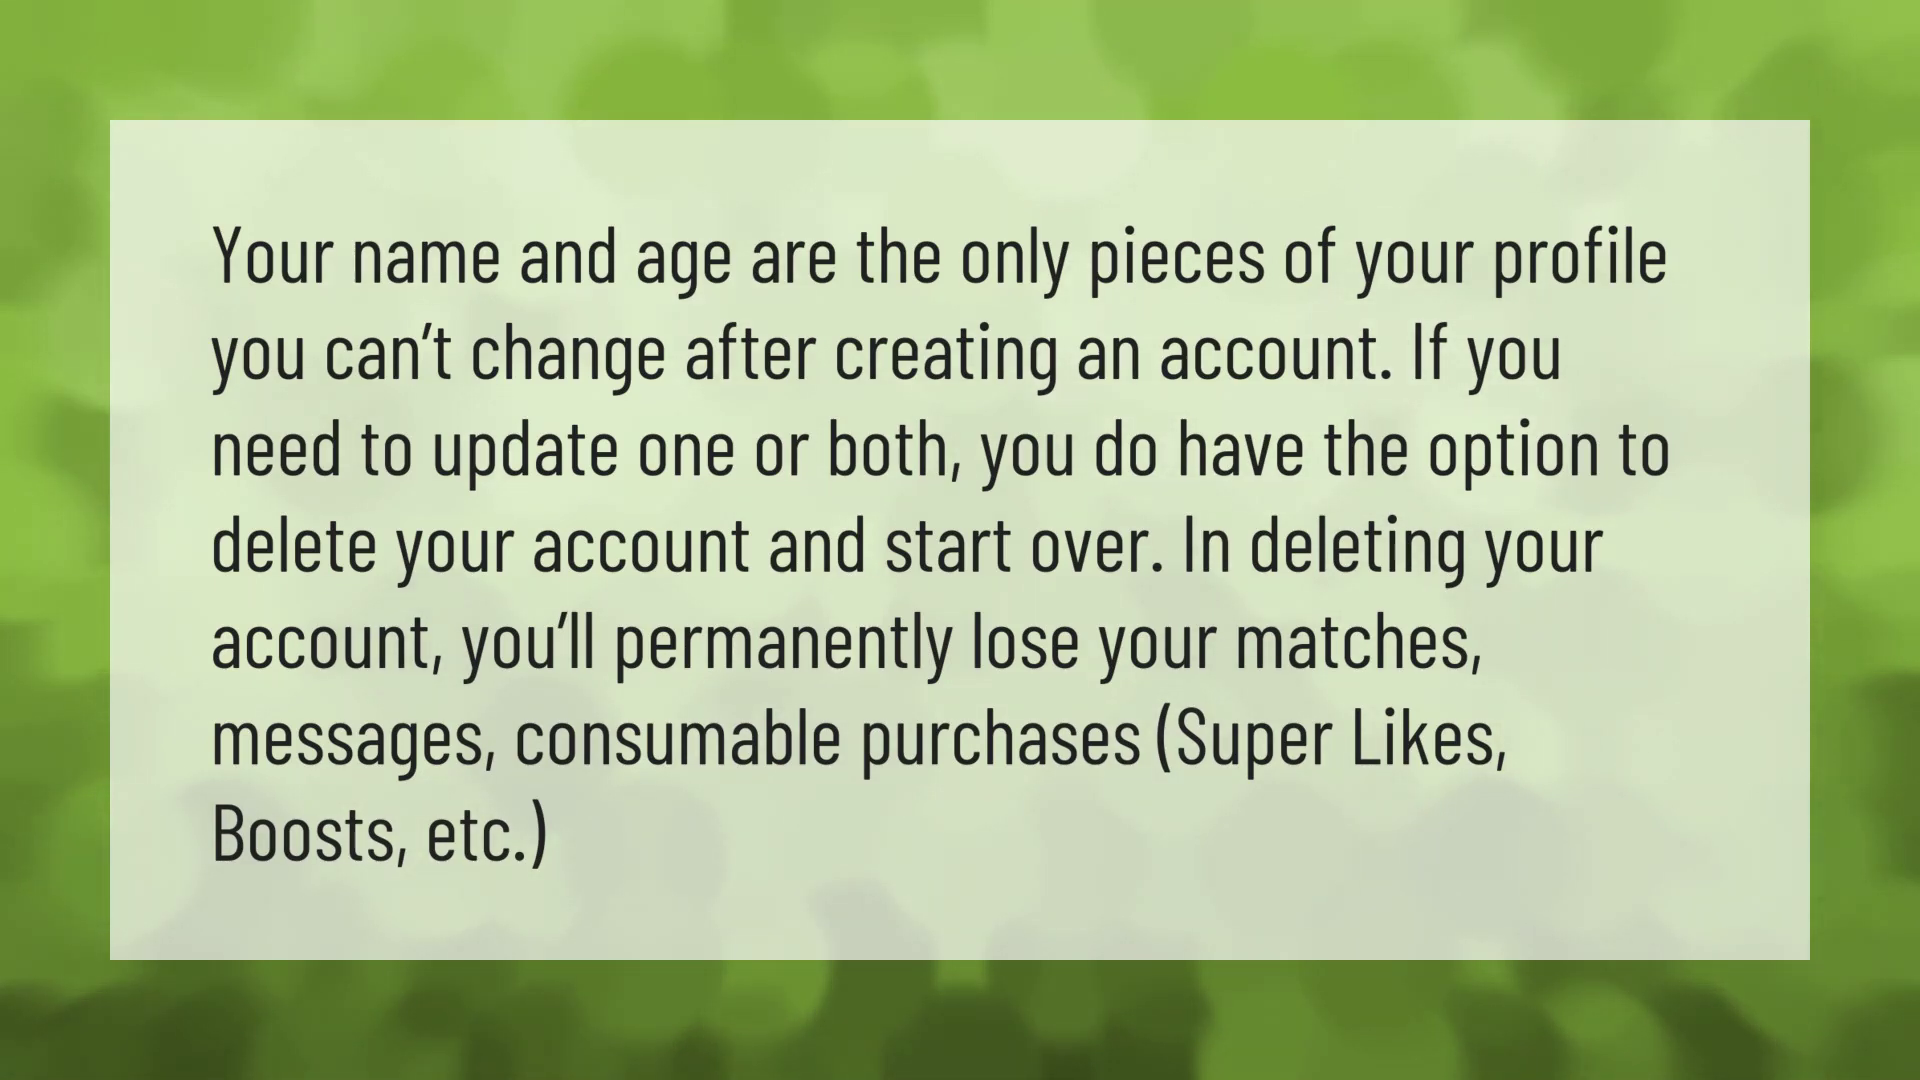 Your name and age are the only pieces of your profile
you can’t change after creating an account. If you
need to update one or both, you do have the option to
delete your account and start over. In deleting your
account, you’ll permanently lose your matches,
messages, consumable purchases (Super Likes,
Boosts, etc.)